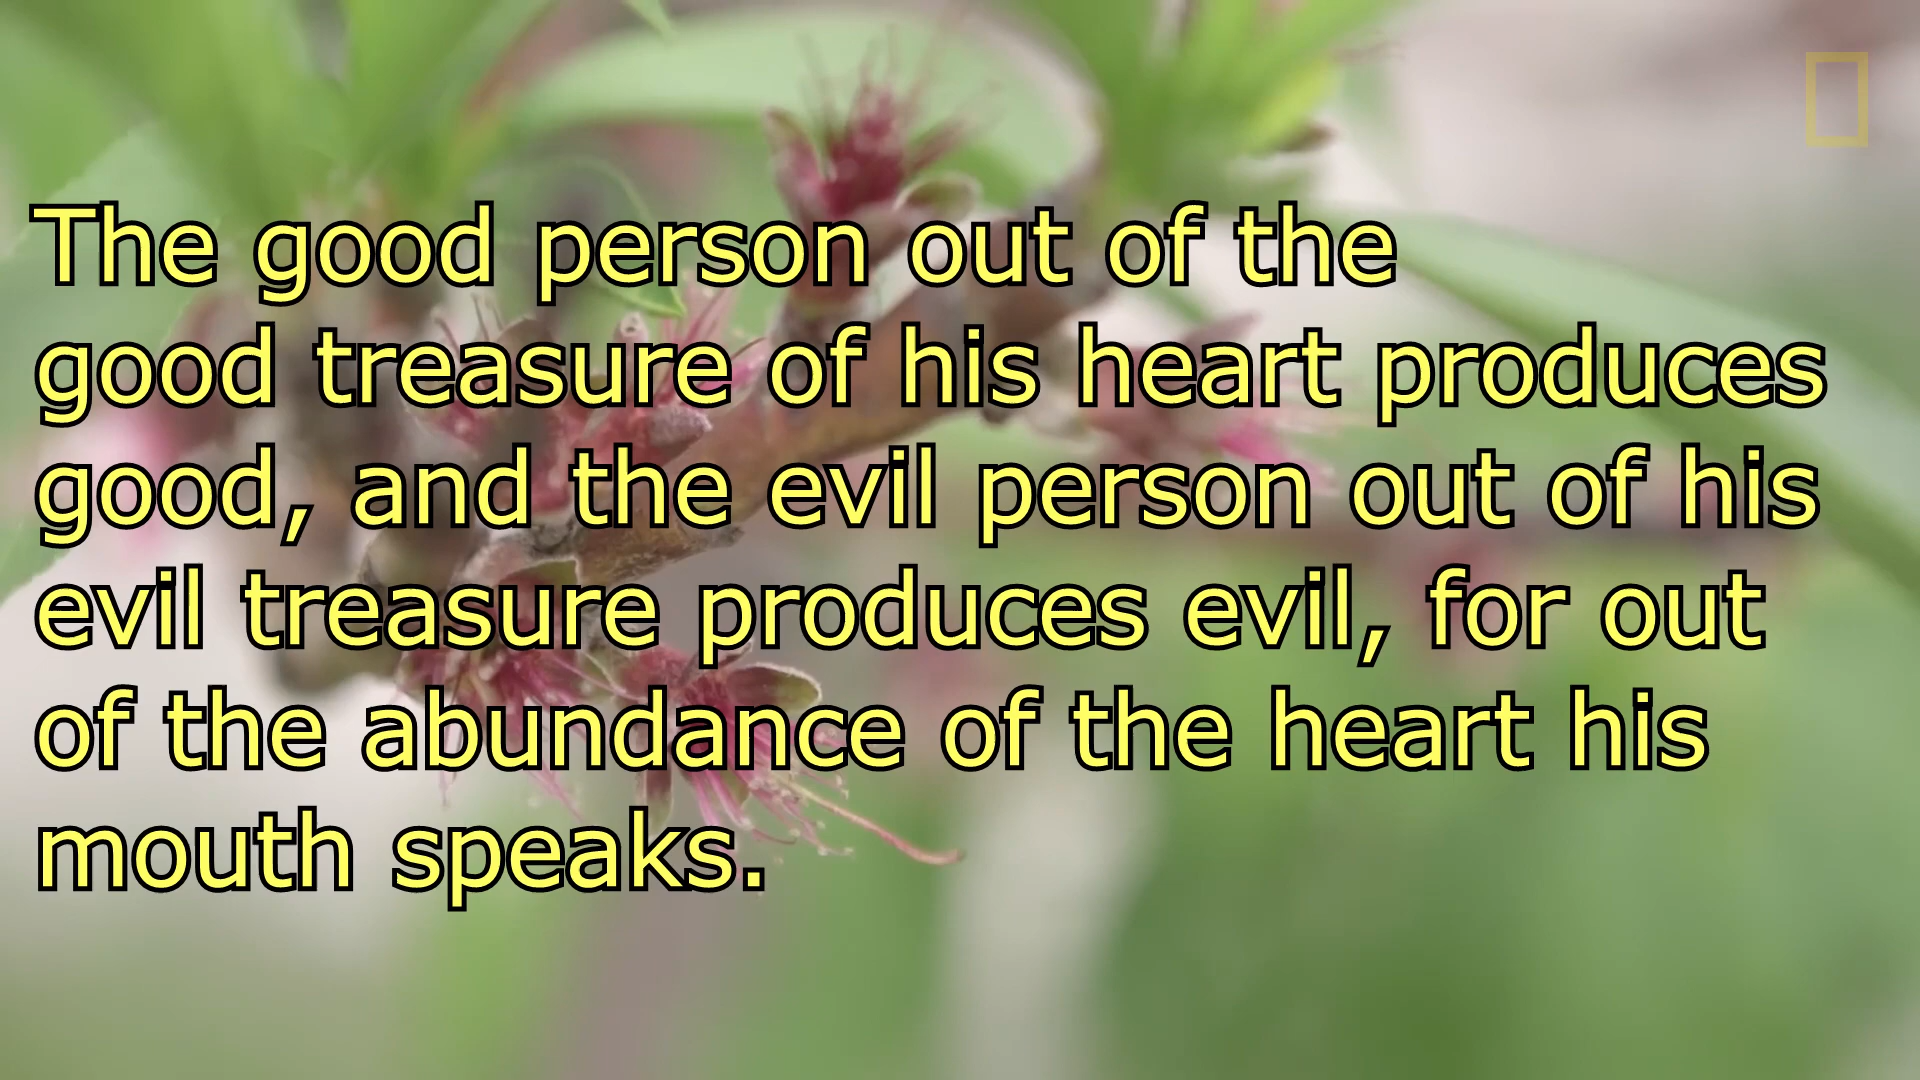 The good person out of the
good treasure of his heart produces
good, and the evil person out of his
evil treasure produces evil, for out
of the abundance of the heart his
mouth speaks.